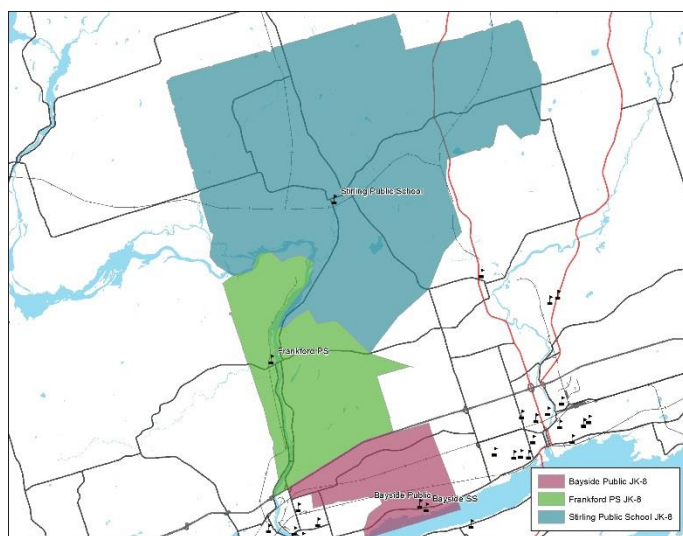 Stirling Public School
Frankford PS
Bayside Public
Bayside SS
Bayside Public JK-8
Frankford PS JK-8
Stirling Public School JK-8